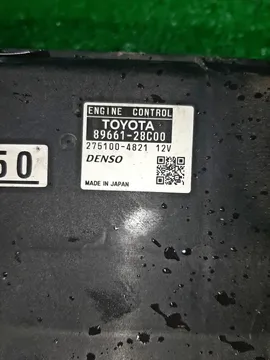 ENGINE CONTROL
TOYOTA
89661-28C00
275100-4821 12V
DENSO
MADE IN JAPAN
50